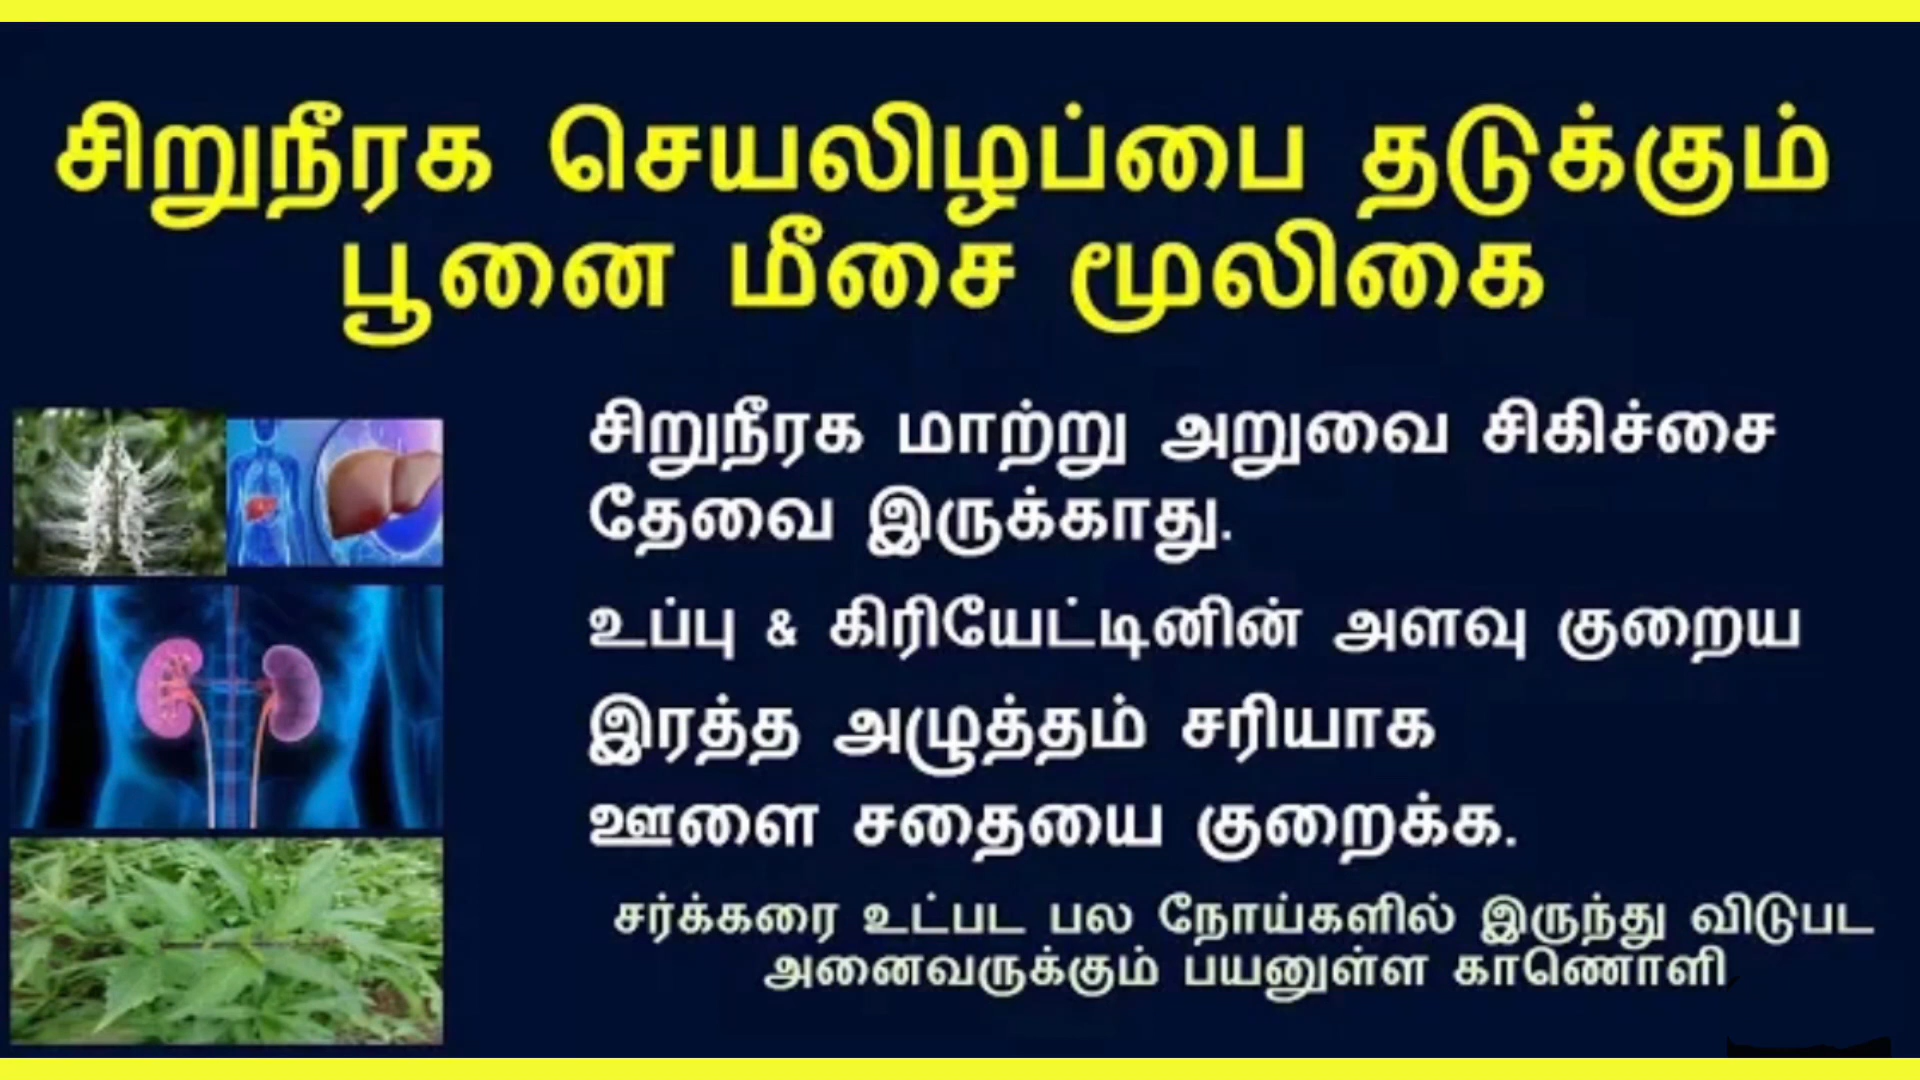 சிறுநீரக செயலிழப்பை தடுக்கும்
பூனை மீசை மூலிகை
சிறுநீரக மாற்று அறுவை சிகிச்சை
தேவை இருக்காது.
உப்பு & கிரியேட்டினின் அளவு குறைய
இரத்த அழுத்தம் சரியாக
ஊளை சதையை குறைக்க.
சர்க்கரை உட்பட பல நோய்களில் இருந்து விடுபட
அனைவருக்கும் பயனுள்ள காணொளி